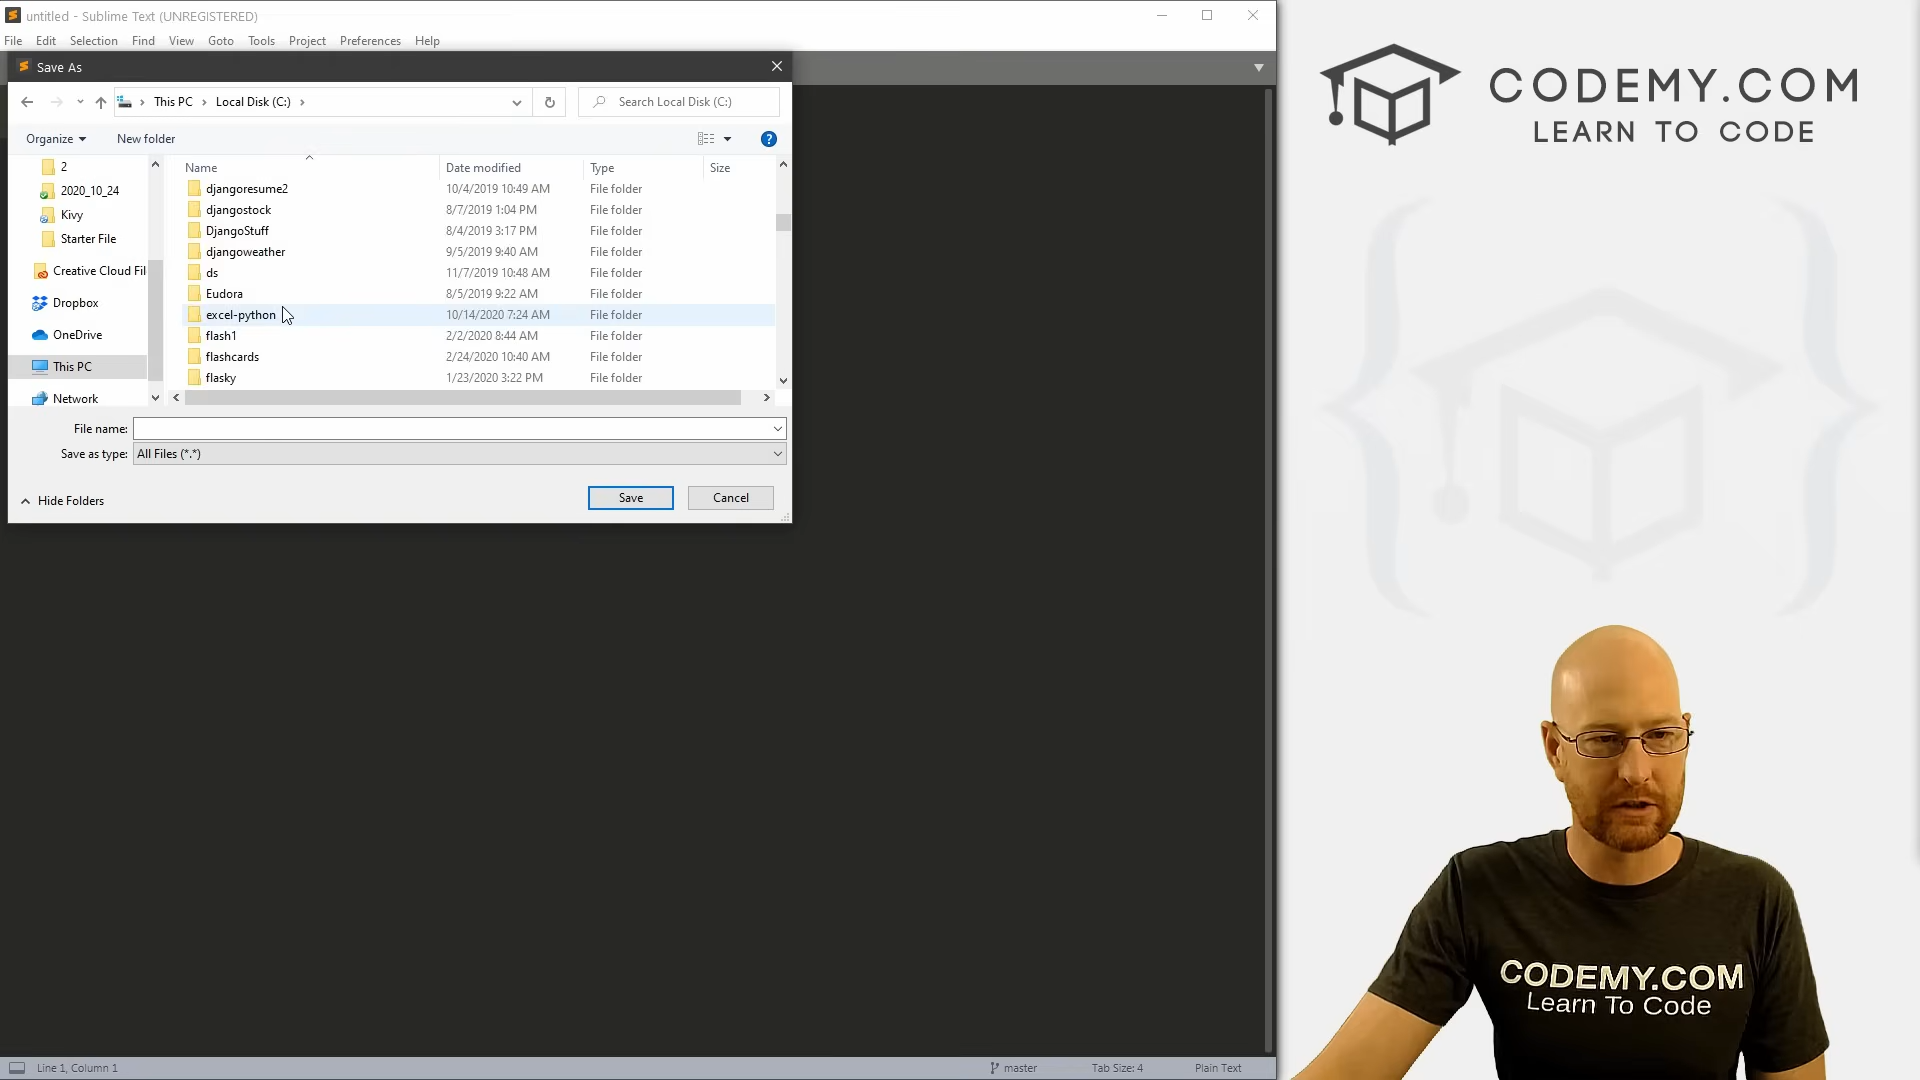 untitled - Sublime Text (UNREGISTERED)
File Edit Selection Find View Goto Tools Project Preferences Help
Save As
This PC Local Disk (C:)
Search Local Disk (C:)
Organize New folder
2
2020_10_24
Kivy
Starter File
Creative Cloud Fil
Dropbox
OneDrive
This PC
Network
Name Date modified Type Size
djangoresume2 10/4/2019 10:49 AM File folder
djangostock 8/7/2019 1:04 PM File folder
DjangoStuff 8/4/2019 3:17 PM File folder
djangoweather 9/5/2019 9:40 AM File folder
ds 11/7/2019 10:48 AM File folder
Eudora 8/5/2019 9:22 AM File folder
excel-python 10/14/2020 7:24 AM File folder
flash1 2/2/2020 8:44 AM File folder
flashcards 2/24/2020 10:40 AM File folder
flasky 1/23/2020 3:22 PM File folder
File name:
Save as type: All Files (*.*)
Hide Folders
Save Cancel
Line 1, Column 1
master Tab Size: 4 Plain Text
CODEMY.COM
LEARN TO CODE
CODEMY.COM
Learn To Code